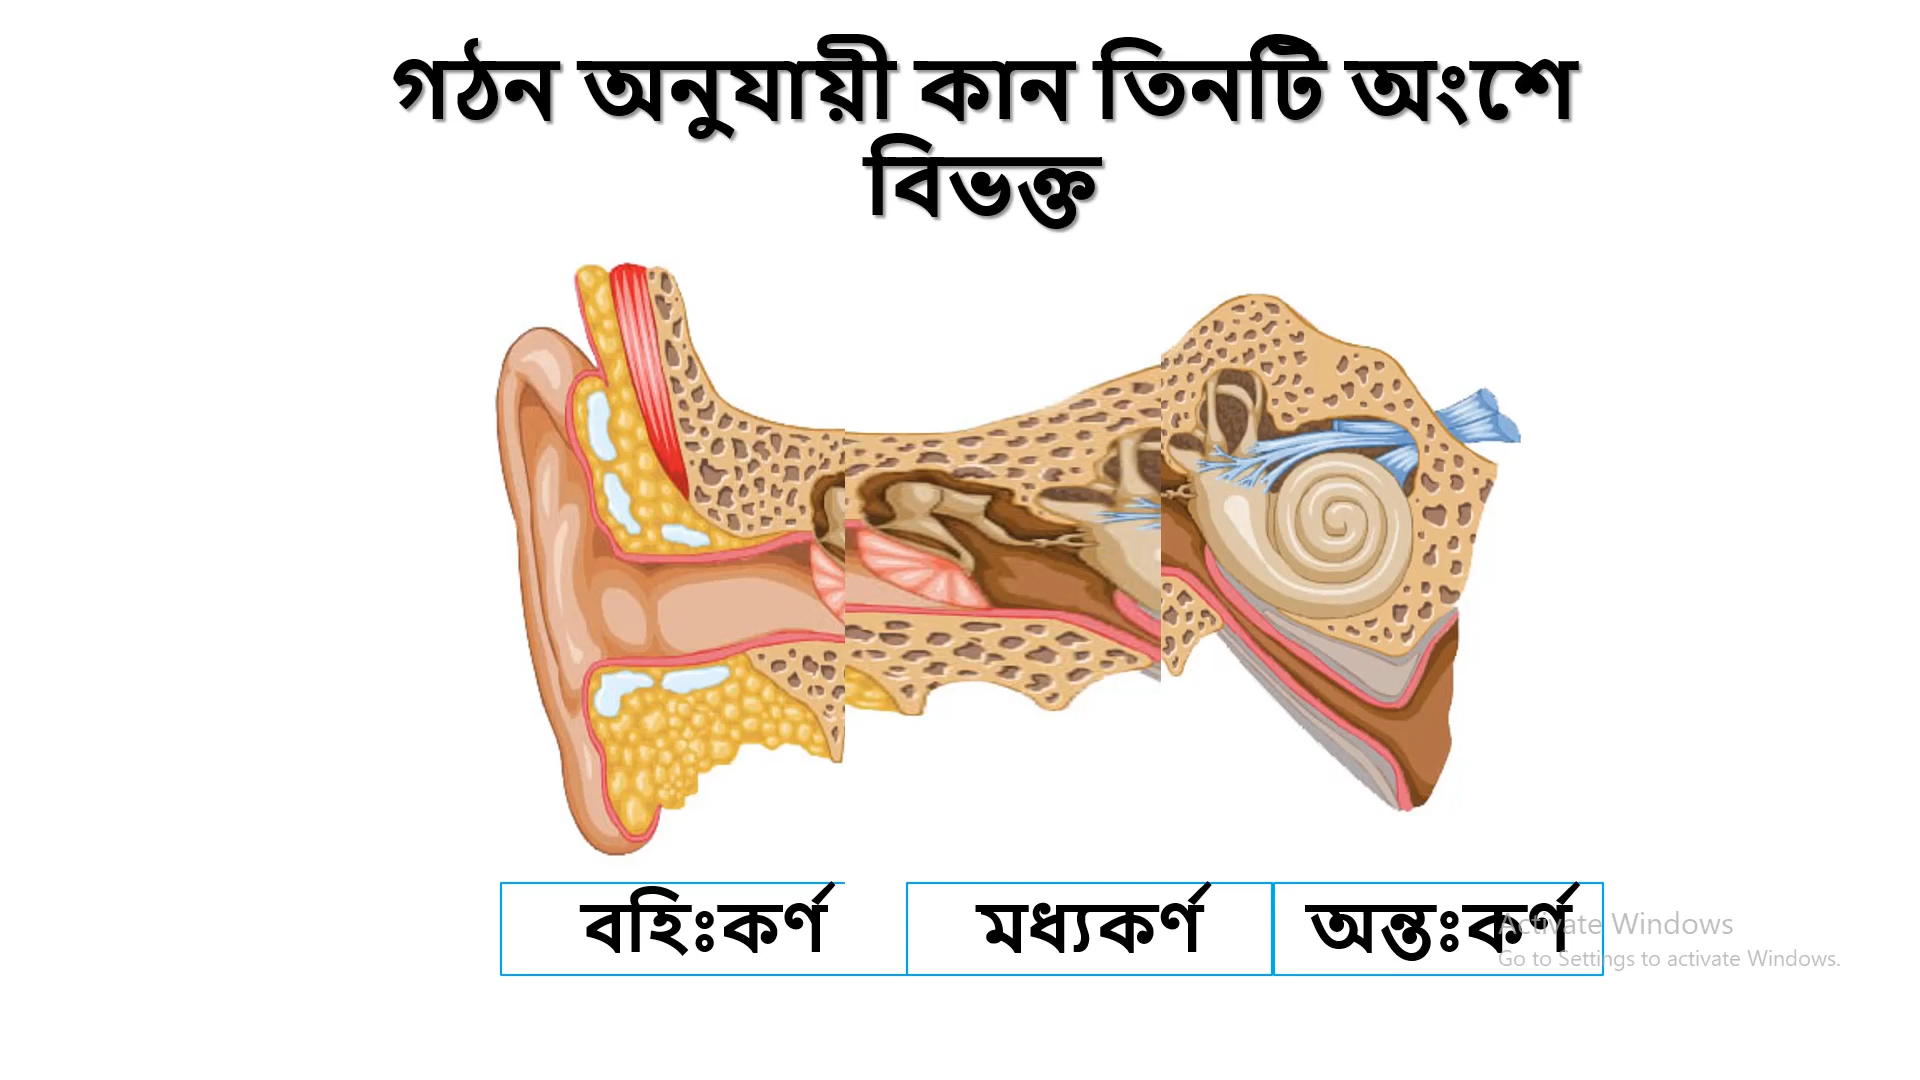 গঠন অনুযায়ী কান তিনটি অংশে
বিভক্ত
বহিঃকর্ণ মধ্যকর্ণ অন্তঃকর্ণ
Activate Windows
Go to Settings to activate Windows.